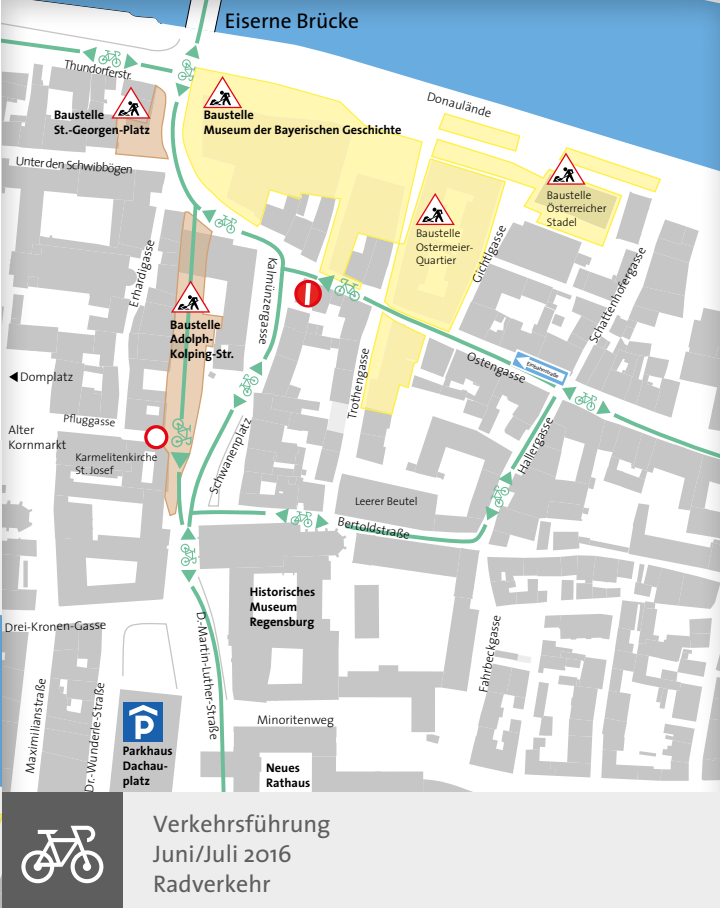 Eiserne Brücke
Thundorferstr.
Baustelle
St.-Georgen-Platz
Baustelle
Museum der Bayerischen Geschichte
Donaulände
Unter den Schwibbögen
Baustelle
Österreicher
Stadel
Baustelle
Ostermeier-
Quartier
Gichtlgasse
Schattenhofergasse
Erhardigasse
Kalmünzergasse
Baustelle
Adolph-
Kolping-Str.
Trothengasse
Ostengasse
Einbahnstraße
Domplatz
Pfluggasse
Alter
Kornmarkt
Karmelitenkirche
St. Josef
Schwanenplatz
Hallergasse
Leerer Beutel
Bertoldstraße
Historisches
Museum
Regensburg
Drei-Kronen-Gasse
D.-Martin-Luther-Straße
Fahrbeckgasse
Maximilianstraße
Dr.-Wunderle-Straße
P
Parkhaus
Dachau-
platz
Minoritenweg
Neues
Rathaus
Verkehrsführung
Juni/Juli 2016
Radverkehr